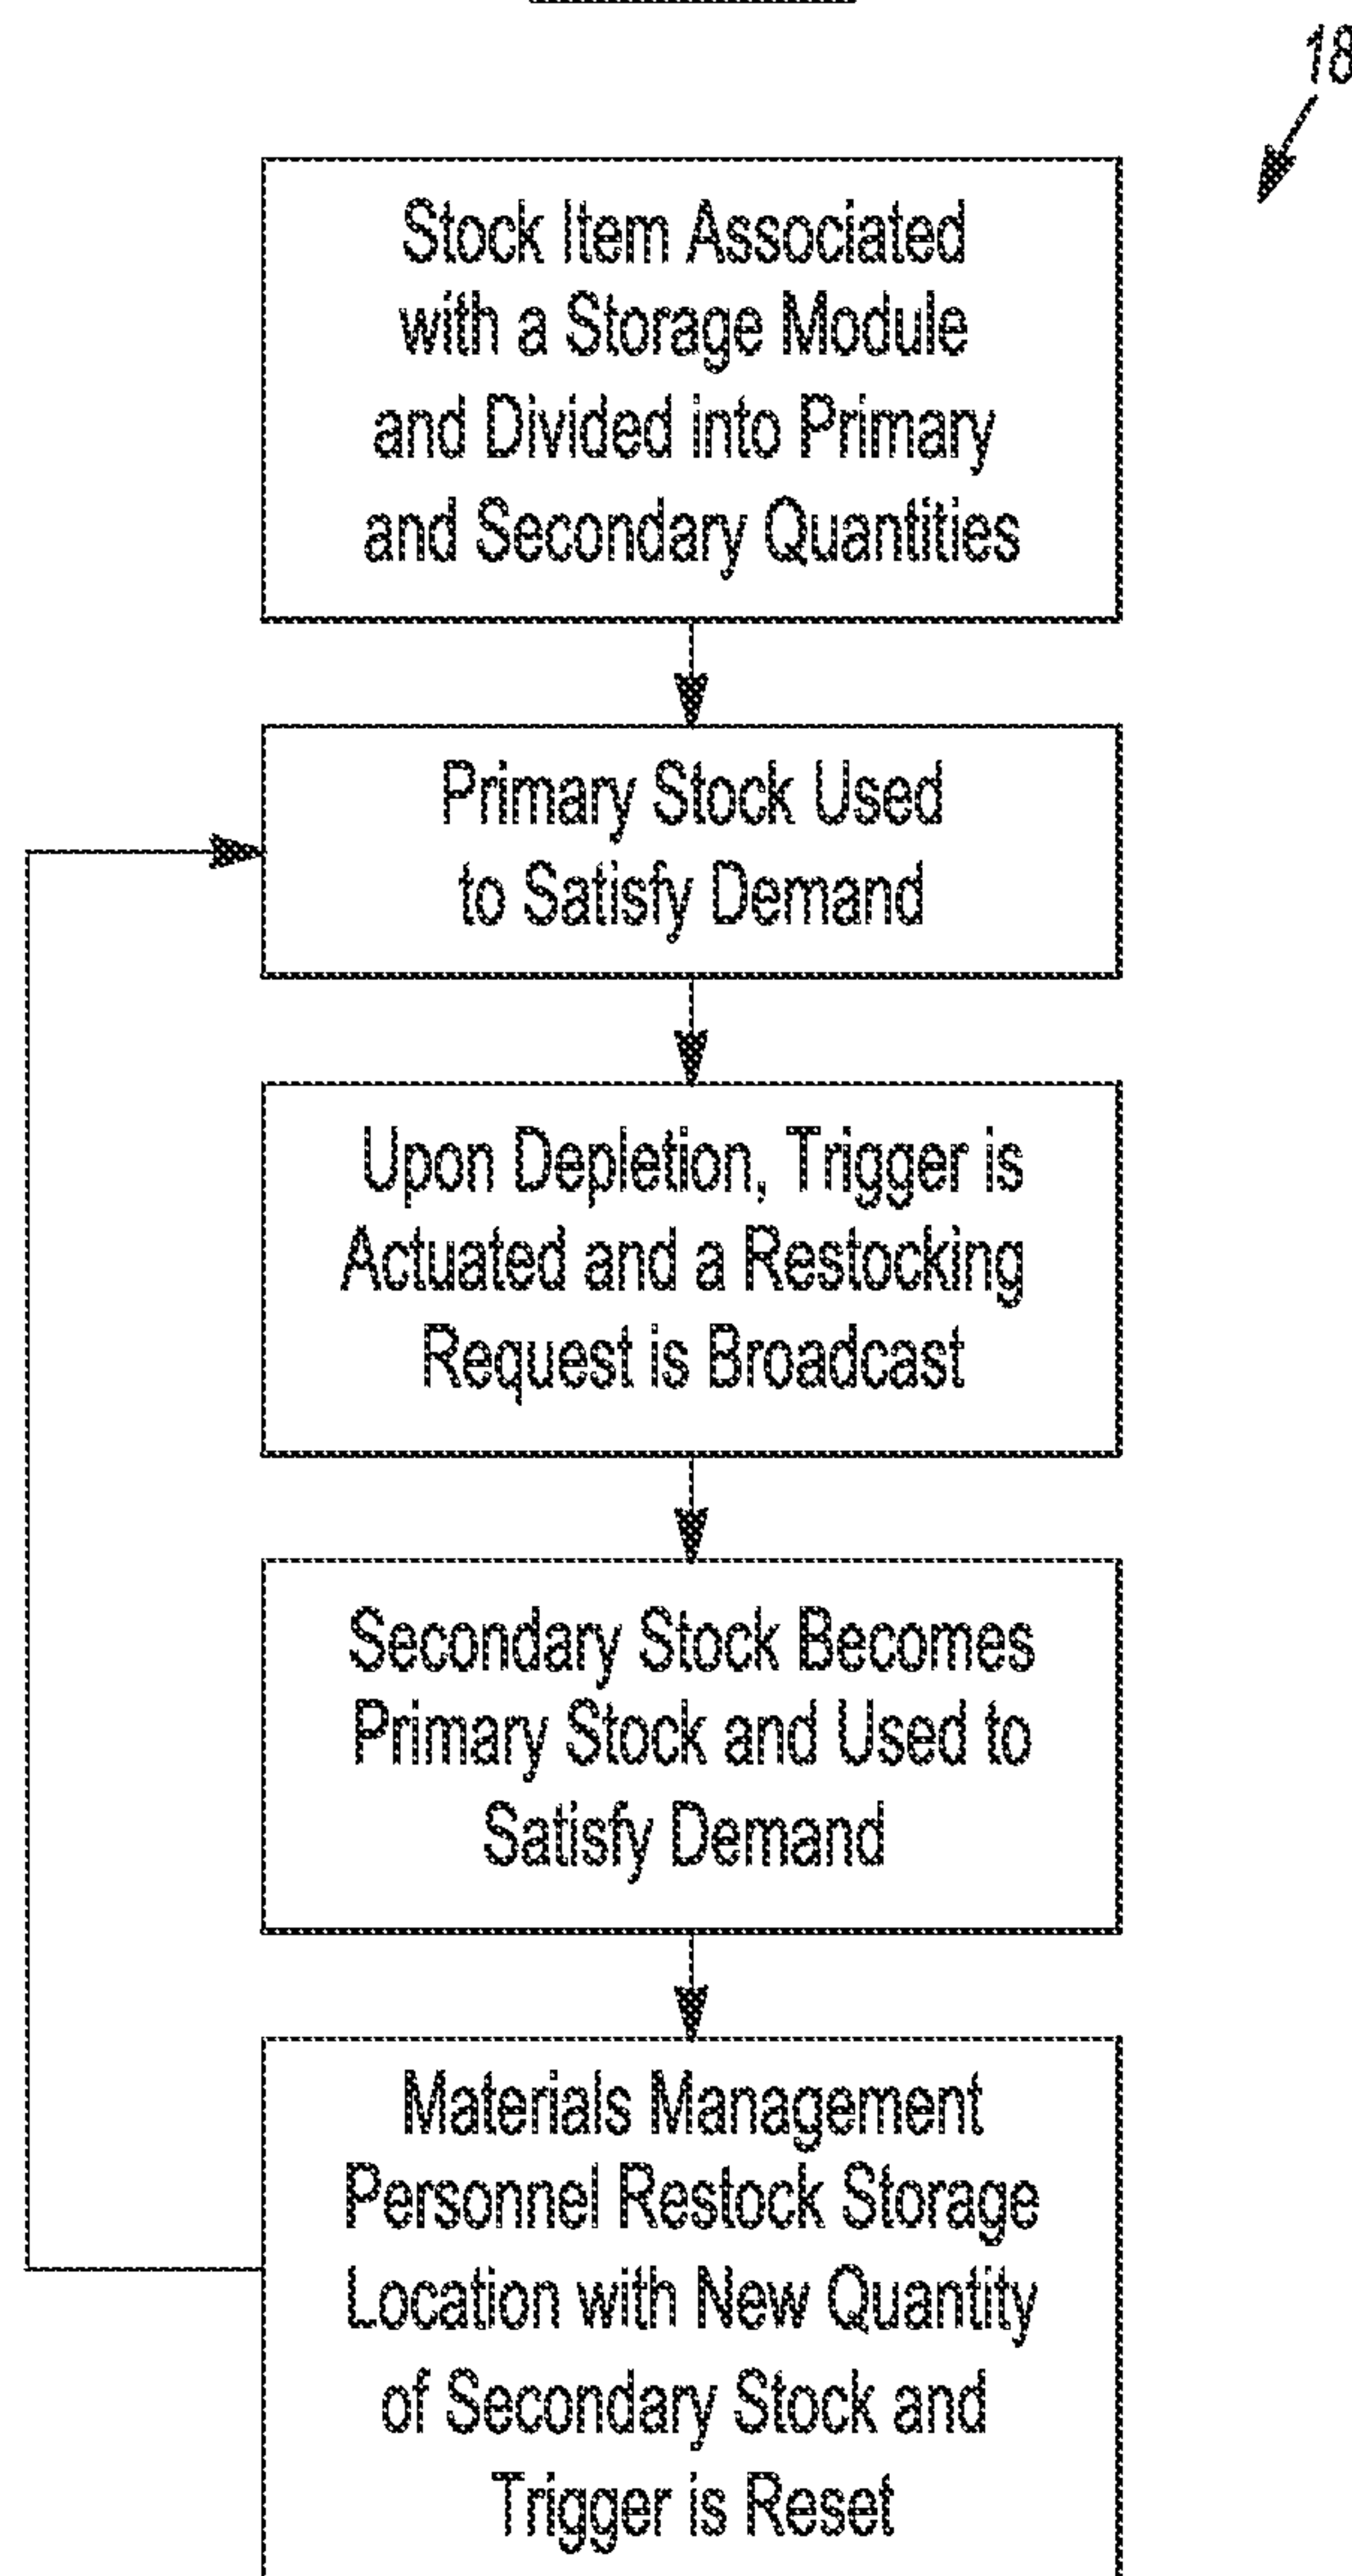 18
Stock Item Associated
with a Storage Module
and Divided into Primary
and Secondary Quantities
Primary Stock Used
to Satisfy Demand
Upon Depletion, Trigger is
Actuated and a Restocking
Request is Broadcast
Secondary Stock Becomes
Primary Stock and Used to
Satisfy Demand
Materials Management
Personnel Restock Storage
Location with New Quantity
of Secondary Stock and
Trigger is Reset